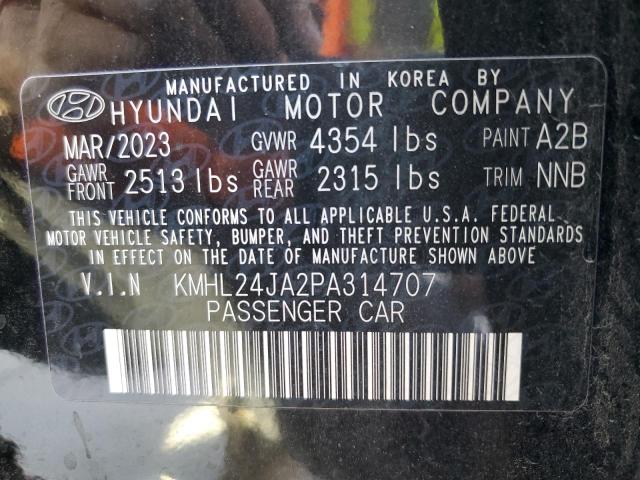 MANUFACTURED IN KOREA BY
HYUNDAI MOTOR COMPANY
MAR/2023 GVWR 4354 lbs PAINT A2B
GAWR FRONT 2513 lbs GAWR REAR 2315 lbs TRIM NNB
THIS VEHICLE CONFORMS TO ALL APPLICABLE U.S.A. FEDERAL
MOTOR VEHICLE SAFETY, BUMPER, AND THEFT PREVENTION STANDARDS
IN EFFECT ON THE DATE OF MANUFACTURE SHOWN ABOVE
V.I.N KMHL24JA2PA314707
PASSENGER CAR